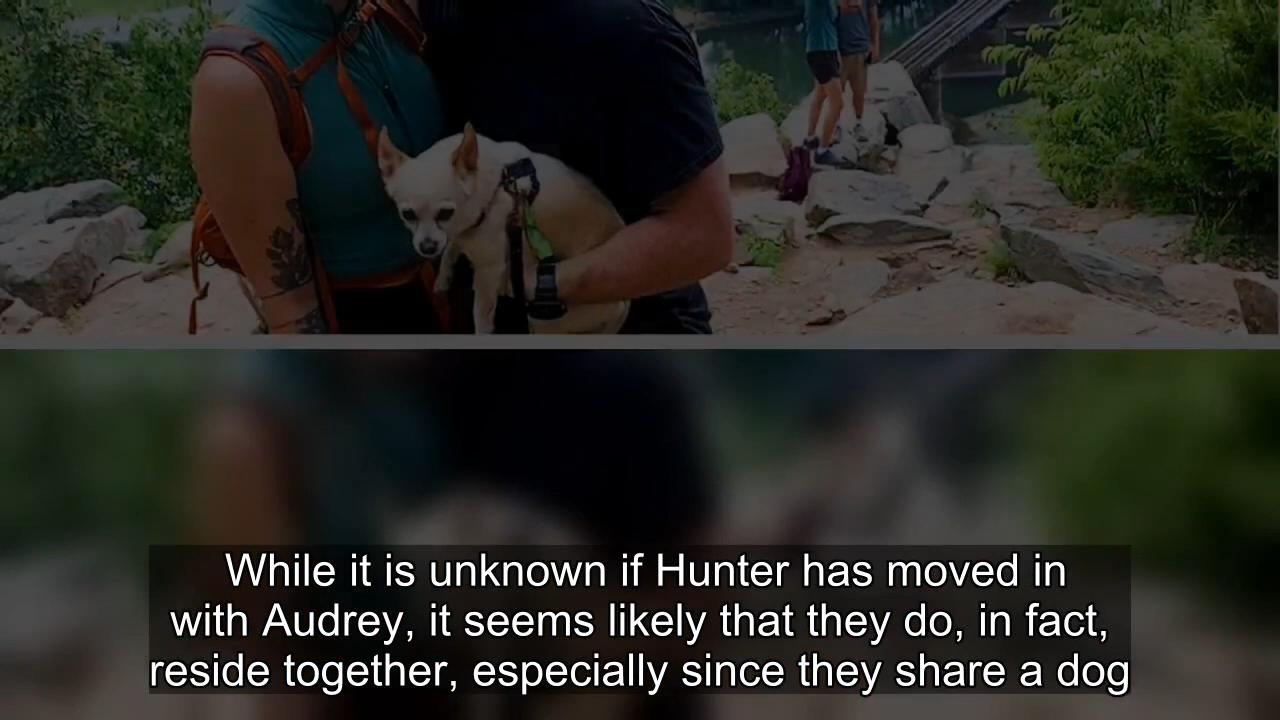 While it is unknown if Hunter has moved in
with Audrey, it seems likely that they do, in fact,
reside together, especially since they share a dog